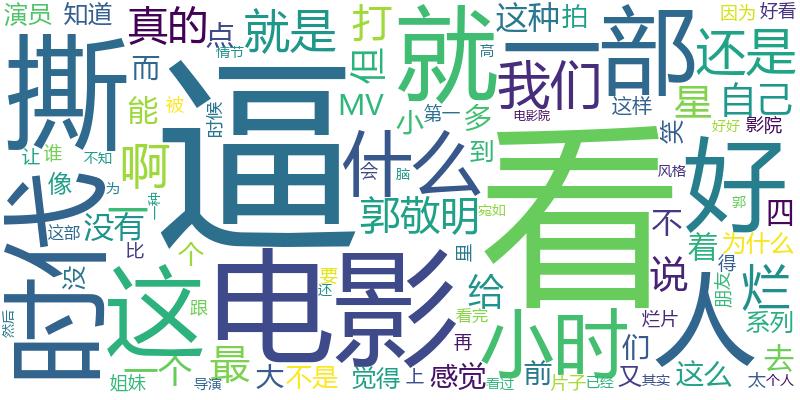 演员
知道
真的
点
就是
打
但
就
这种
拍
一部
因为
好看
还是
撕
而
情节
逼
时候
MV
高
第一
我们
电影院
这样
星
自己
笑
影院
好好
能
被
让
谁
啊
什么
小
多
到
看
好
不知
像
为
一种
会
脑
风格
郭
四
时代
这部
没有
一
郭敬明
宛如
不
着
为什么
比
个
没
这
电影
要
还
里
给
说
得
朋友
烂
跟
看完
小时
人
烂片
系列
然后
一个
最
再
们
去
姐妹
导演
大
不是
觉得
上
感觉
看过
前
片子
已经
又
其实
这么
太
个人